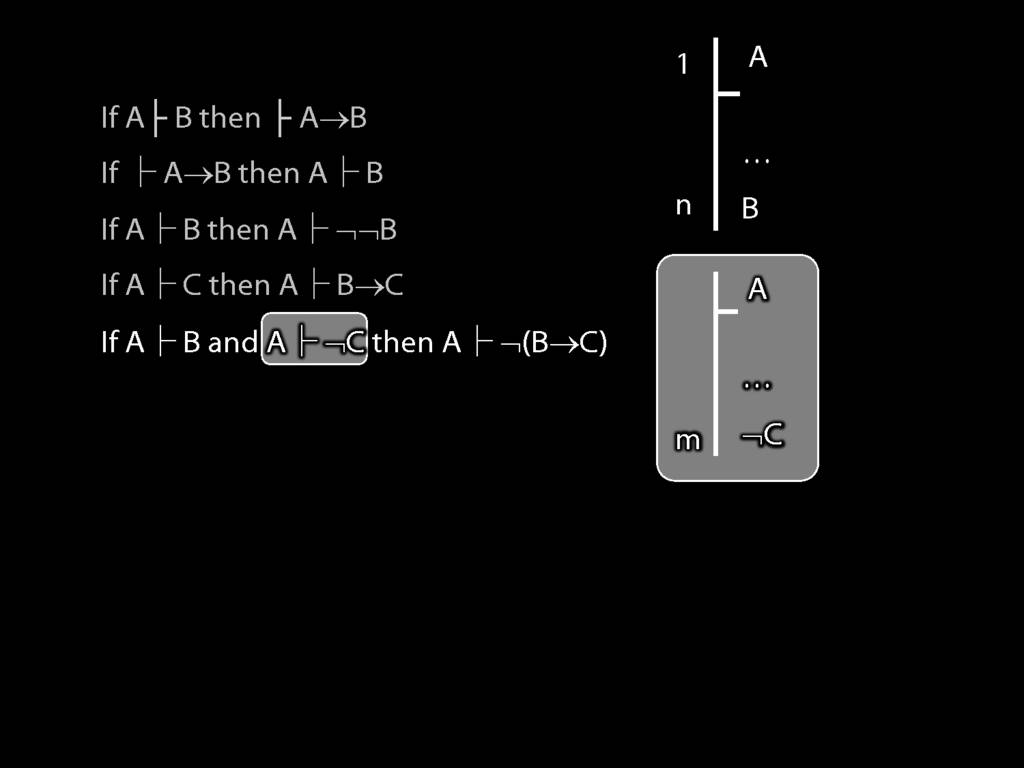 If A ├ B then ├ A→B
If ├ A→B then A ├ B
If A ├ B then A ├ ¬¬B
If A ├ C then A ├ B→C
If A ├ B and A ├ ¬C then A ├ ¬(B→C)
1 A
...
n B
A
...
m ¬C